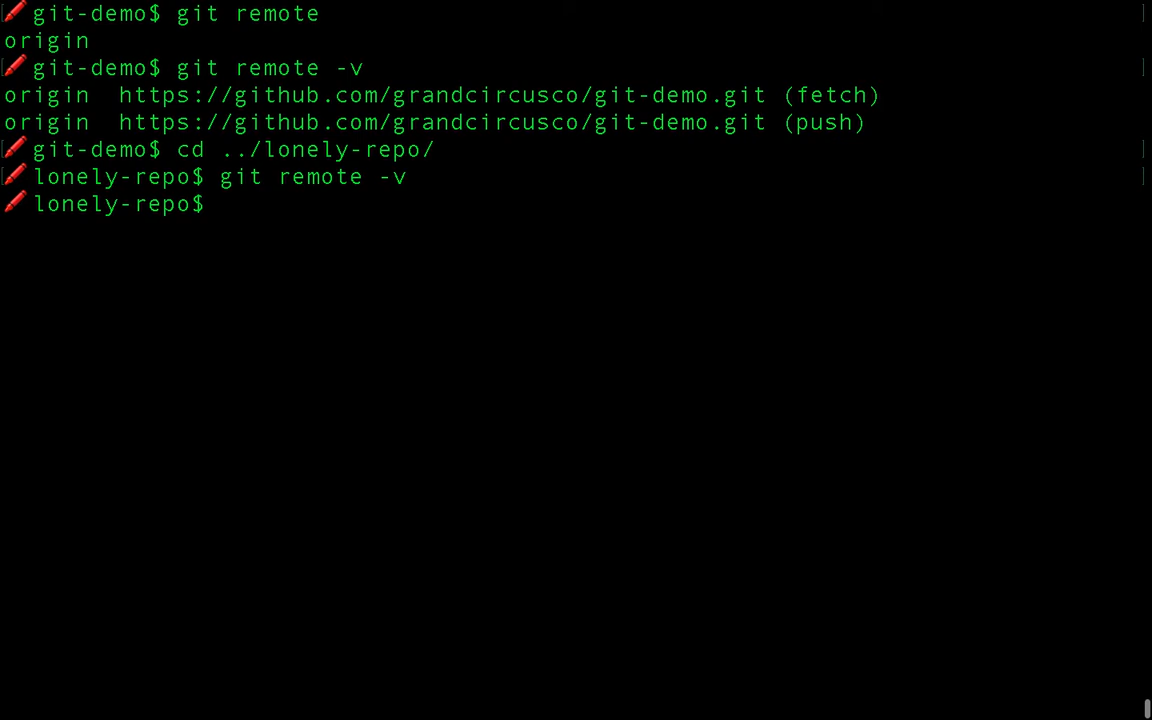 [git-demo$ git remote ]
origin
[git-demo$ git remote -v ]
origin  https://github.com/grandcircusco/git-demo.git (fetch)
origin  https://github.com/grandcircusco/git-demo.git (push)
[git-demo$ cd ../lonely-repo/ ]
[lonely-repo$ git remote -v ]
lonely-repo$